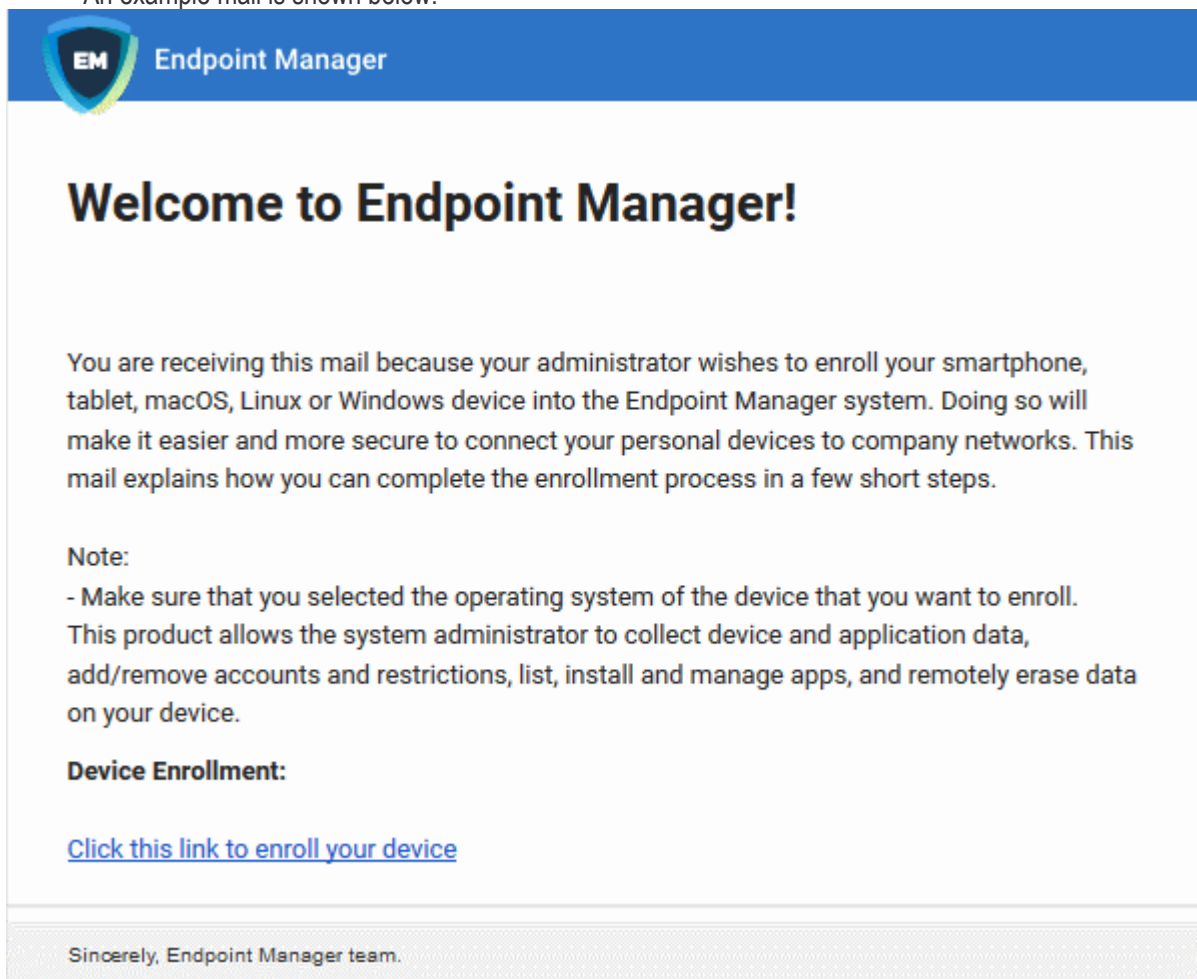 An example mail is shown below:
EM
Endpoint Manager
Welcome to Endpoint Manager!
You are receiving this mail because your administrator wishes to enroll your smartphone,
tablet, macOS, Linux or Windows device into the Endpoint Manager system. Doing so will
make it easier and more secure to connect your personal devices to company networks. This
mail explains how you can complete the enrollment process in a few short steps.
Note:
- Make sure that you selected the operating system of the device that you want to enroll.
This product allows the system administrator to collect device and application data,
add/remove accounts and restrictions, list, install and manage apps, and remotely erase data
on your device.
Device Enrollment:
Click this link to enroll your device
Sincerely, Endpoint Manager team.